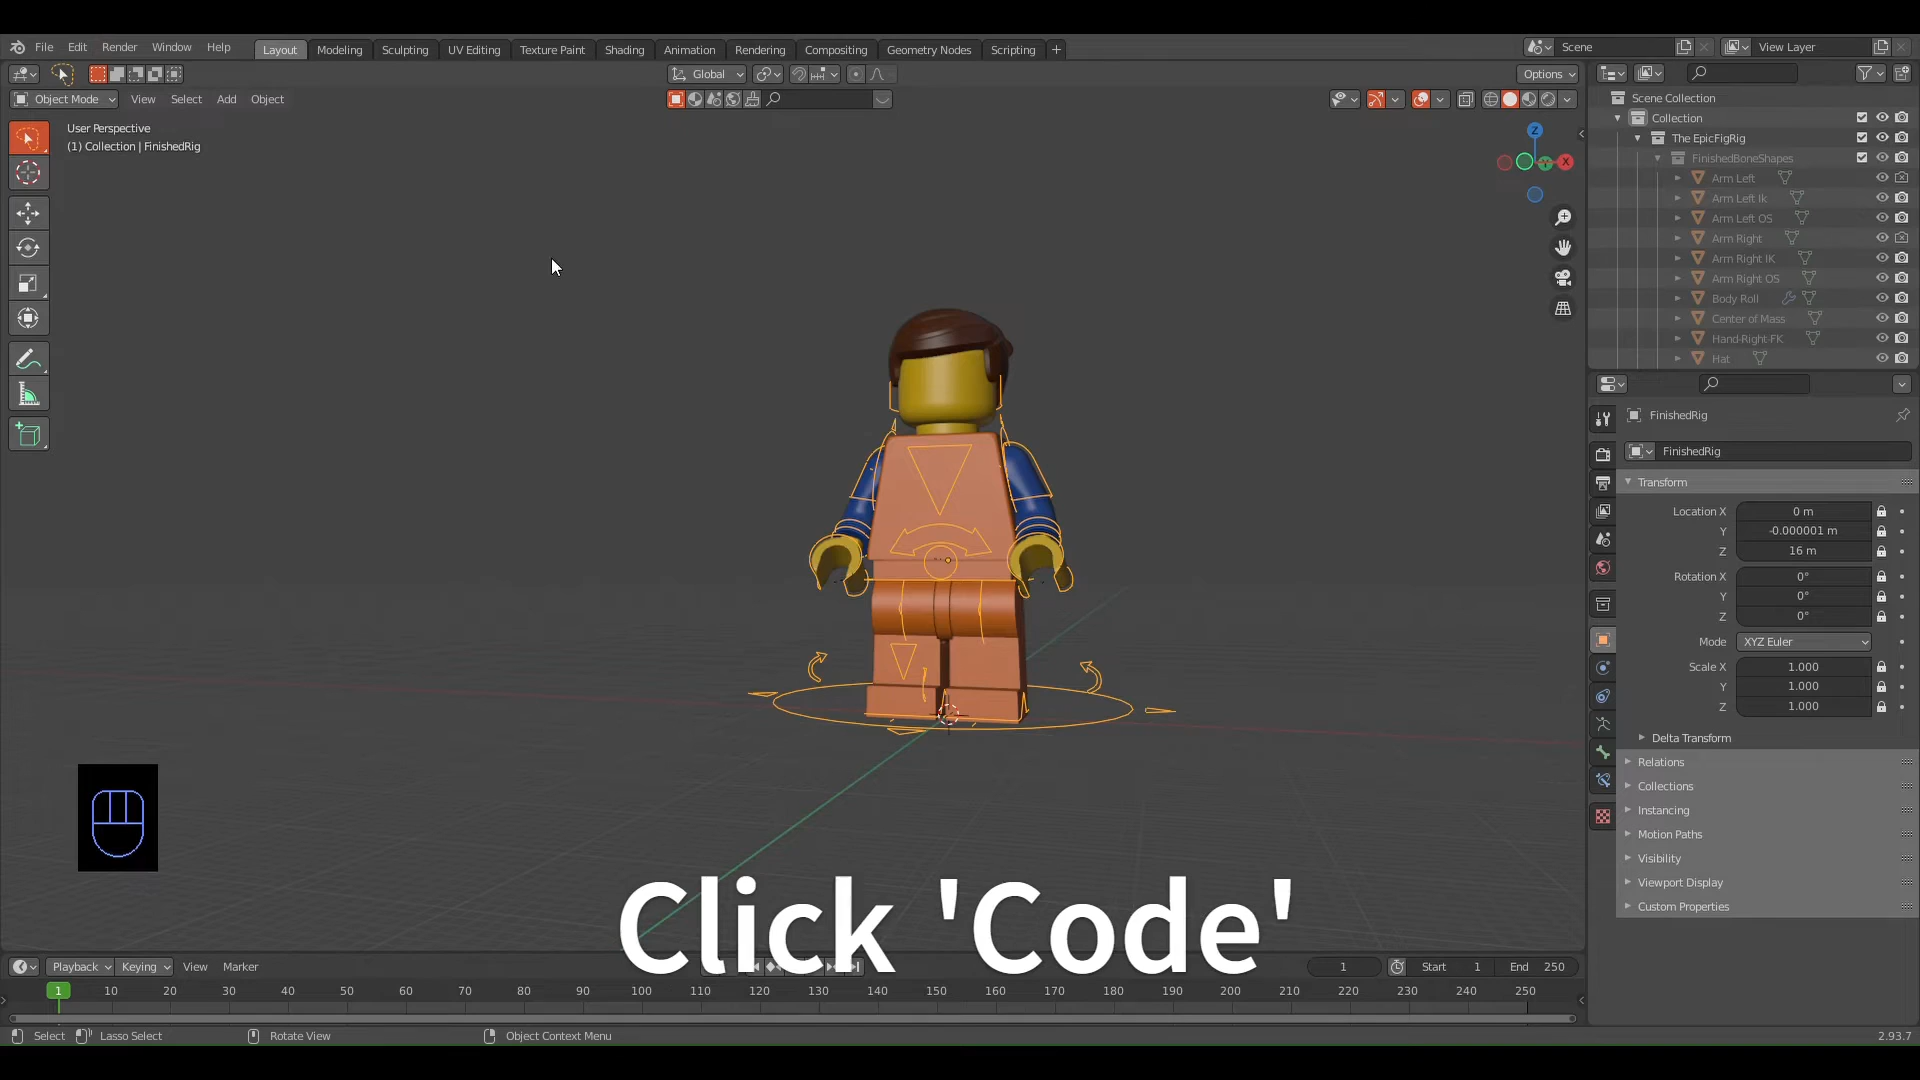 File Edit Render Window Help Layout Modeling Sculpting UV Editing Texture Paint Shading Animation Rendering Compositing Geometry Nodes Scripting + Scene View Layer
Global Options
Object Mode View Select Add Object
User Perspective
(1) Collection | FinishedRig
Z
X
Y
Scene Collection
Collection
The EpicFigRig
FinishedBoneShapes
Arm Left
Arm Left Ik
Arm Left OS
Arm Right
Arm Right IK
Arm Right OS
Body Roll
Center of Mass
Hand-Right-FK
Hat
FinishedRig
FinishedRig
Transform
Location X 0 m
Y -0.000001 m
Z 16 m
Rotation X 0°
Y 0°
Z 0°
Mode XYZ Euler
Scale X 1.000
Y 1.000
Z 1.000
Delta Transform
Relations
Collections
Instancing
Motion Paths
Visibility
Viewport Display
Custom Properties
Click 'Code'
Playback Keying View Marker 1 Start 1 End 250
1 10 20 30 40 50 60 70 80 90 100 110 120 130 140 150 160 170 180 190 200 210 220 230 240 250
Select Lasso Select Rotate View Object Context Menu 2.93.7